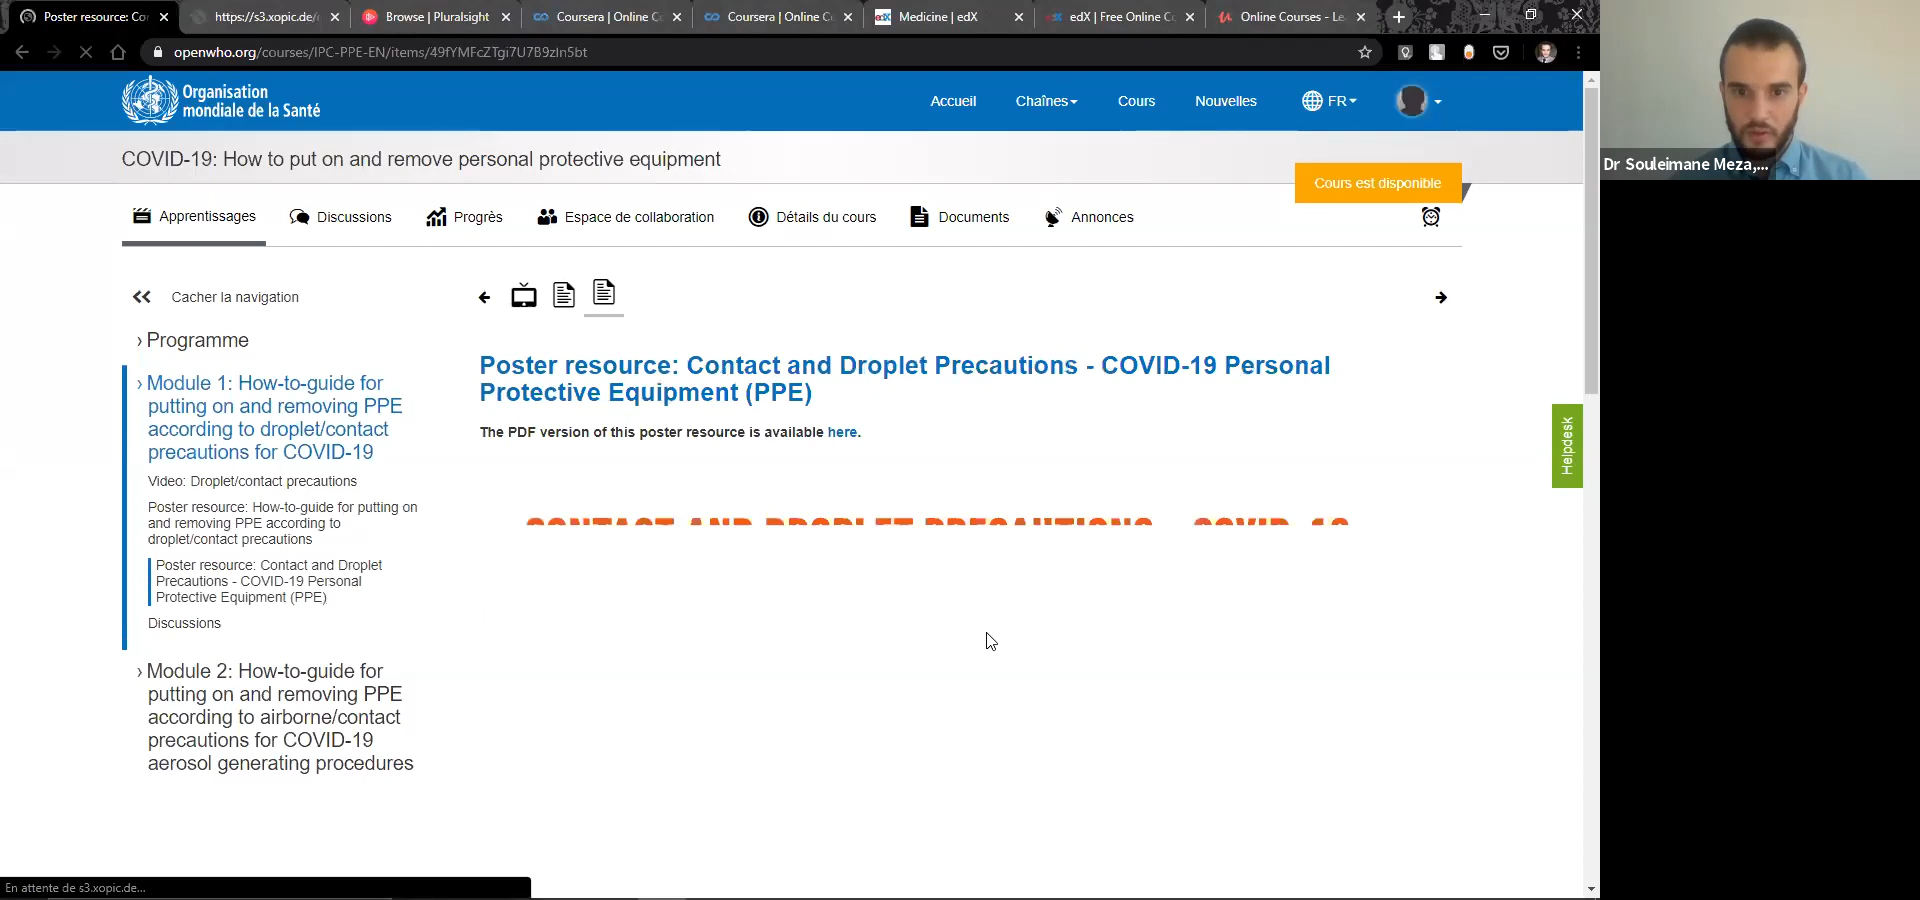 Poster resource: Co
https://s3.xopic.de/
Browse | Pluralsight
Coursera | Online C
Coursera | Online C
edX
Medicine | edX
edX | Free Online C
Online Courses - Le
openwho.org/courses/IPC-PPE-EN/items/49fYMFcZTgi7U7B9zIn5bt
Organisation
mondiale de la Santé
Accueil
Chaînes
Cours
Nouvelles
FR
COVID-19: How to put on and remove personal protective equipment
Cours est disponible
Apprentissages
Discussions
Progrès
Espace de collaboration
Détails du cours
Documents
Annonces
Cacher la navigation
Programme
Module 1: How-to-guide for
putting on and removing PPE
according to droplet/contact
precautions for COVID-19
Video: Droplet/contact precautions
Poster resource: How-to-guide for putting on
and removing PPE according to
droplet/contact precautions
Poster resource: Contact and Droplet
Precautions - COVID-19 Personal
Protective Equipment (PPE)
Discussions
Module 2: How-to-guide for
putting on and removing PPE
according to airborne/contact
precautions for COVID-19
aerosol generating procedures
Poster resource: Contact and Droplet Precautions - COVID-19 Personal
Protective Equipment (PPE)
The PDF version of this poster resource is available here.
CONTACT AND DROPLET PRECAUTIONS COVID-19
Helpdesk
En attente de s3.xopic.de...
Dr Souleimane Meza,...